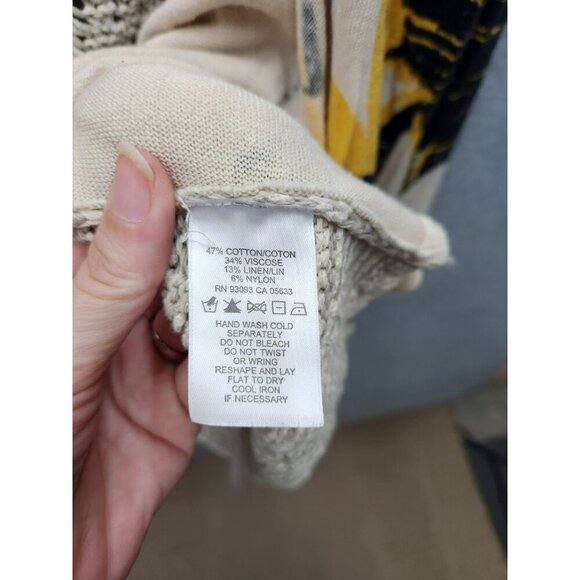 47% COTTON/COTON
34% VISCOSE
13% LINEN/LIN
6% NYLON
RN 93093 CA 05633
HAND WASH COLD
SEPARATELY
DO NOT BLEACH
DO NOT TWIST
OR WRING
RESHAPE AND LAY
FLAT TO DRY
COOL IRON
IF NECESSARY